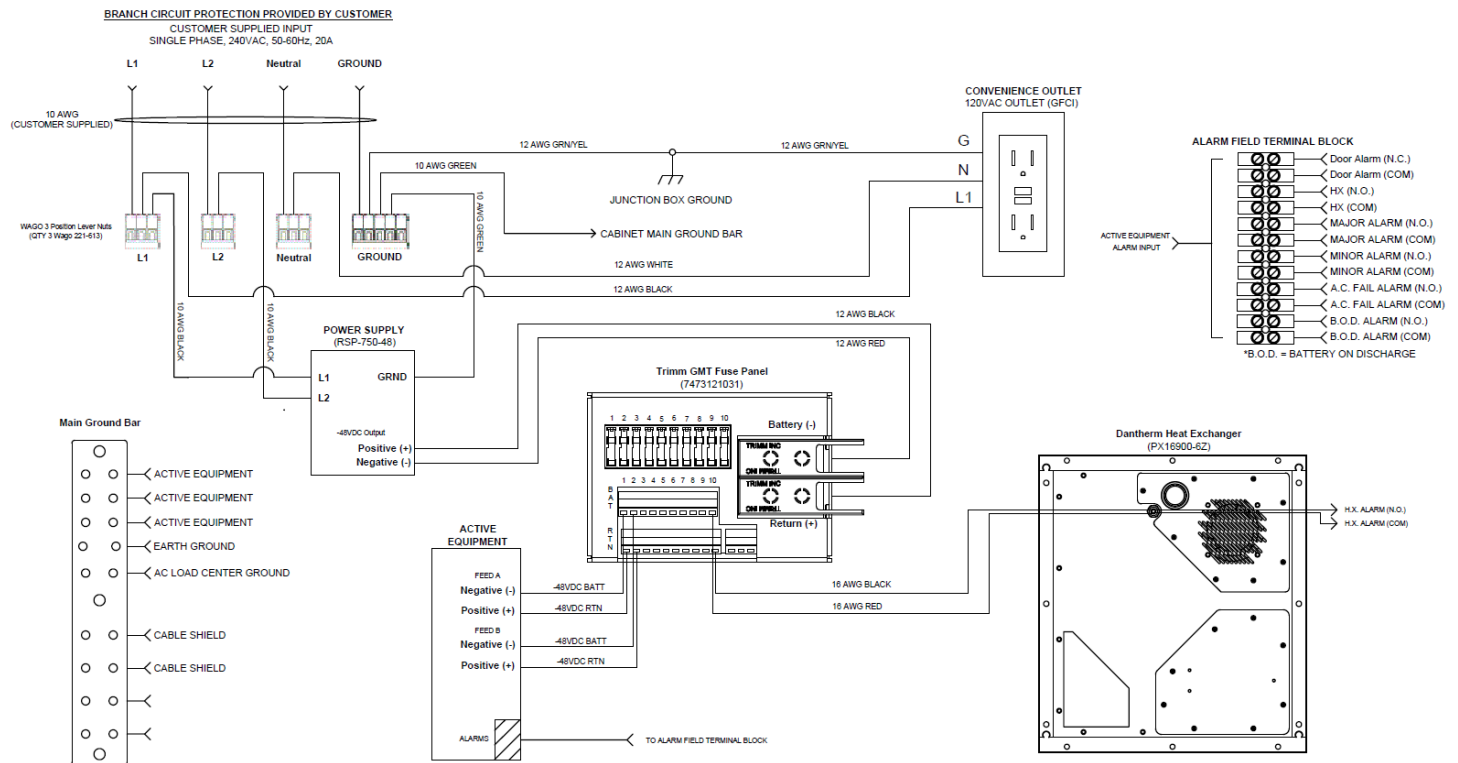 BRANCH CIRCUIT PROTECTION PROVIDED BY CUSTOMER
CUSTOMER SUPPLIED INPUT
SINGLE PHASE, 240VAC, 50-60Hz, 20A
L1
L2
Neutral
GROUND
10 AWG
(CUSTOMER SUPPLIED)
12 AWG GRN/YEL
12 AWG GRN/YEL
10 AWG GREEN
10 AWG GREEN
JUNCTION BOX GROUND
CABINET MAIN GROUND BAR
WAGO 3 Position Lever Nuts
(QTY 3 Wago 221-613)
L1
L2
Neutral
GROUND
12 AWG WHITE
12 AWG BLACK
10 AWG BLACK
10 AWG BLACK
CONVENIENCE OUTLET
120VAC OUTLET (GFCI)
G
N
L1
ALARM FIELD TERMINAL BLOCK
ACTIVE EQUIPMENT
ALARM INPUT
Door Alarm (N.C.)
Door Alarm (COM)
HX (N.O.)
HX (COM)
MAJOR ALARM (N.O.)
MAJOR ALARM (COM)
MINOR ALARM (N.O.)
MINOR ALARM (COM)
A.C. FAIL ALARM (N.O.)
A.C. FAIL ALARM (COM)
B.O.D. ALARM (N.O.)
B.O.D. ALARM (COM)
*B.O.D. = BATTERY ON DISCHARGE
POWER SUPPLY
(RSP-750-48)
L1
GRND
L2
-48VDC Output
Positive (+)
Negative (-)
12 AWG BLACK
12 AWG RED
Trimm GMT Fuse Panel
(7473121031)
1 2 3 4 5 6 7 8 9 10
Battery (-)
TRIMM INC
TRIMM INC
TRIMM INC
TRIMM INC
1 2 3 4 5 6 7 8 9 10
BAT
RTN
Return (+)
Main Ground Bar
ACTIVE EQUIPMENT
ACTIVE EQUIPMENT
ACTIVE EQUIPMENT
EARTH GROUND
AC LOAD CENTER GROUND
CABLE SHIELD
CABLE SHIELD
ACTIVE
EQUIPMENT
FEED A
Negative (-)
Positive (+)
FEED B
Negative (-)
Positive (+)
ALARMS
-48VDC BATT
-48VDC RTN
-48VDC BATT
-48VDC RTN
TO ALARM FIELD TERMINAL BLOCK
16 AWG BLACK
16 AWG RED
Dantherm Heat Exchanger
(PX16900-6Z)
H.X. ALARM (N.O.)
H.X. ALARM (COM)